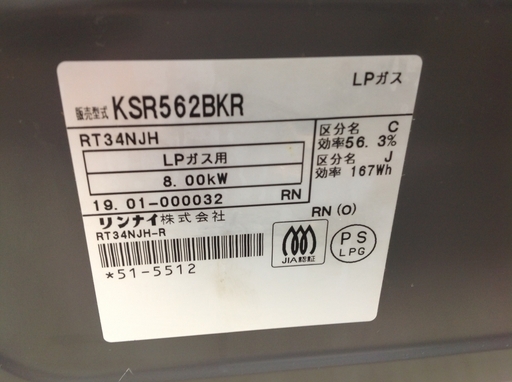 LPガス
販売型式 KSR562BKR
RT34NJH
LPガス用
8.00kW
19.01-000032 RN
リンナイ株式会社
RT34NJH-R
*51-5512
区分名 C
効率56.3%
区分名 J
効率 167Wh
RN (0)
JIA認証
PS
LPG